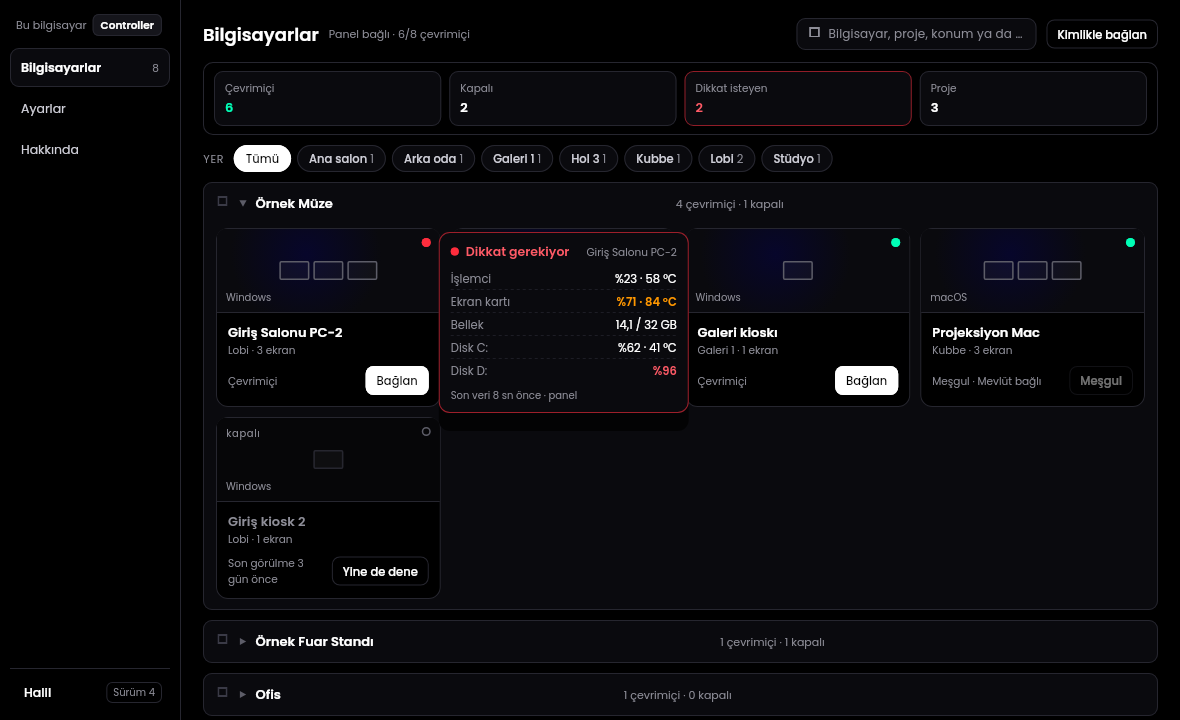 Bu bilgisayar Controller
Bilgisayarlar 8
Ayarlar
Hakkında
Halil Sürüm 4
Bilgisayarlar Panel bağlı · 6/8 çevrimiçi
Bilgisayar, proje, konum ya da ...
Kimlikle bağlan
Çevrimiçi
6
Kapalı
2
Dikkat isteyen
2
Proje
3
YER Tümü Ana salon 1 Arka oda 1 Galeri 1 1 Hol 3 1 Kubbe 1 Lobi 2 Stüdyo 1
Örnek Müze 4 çevrimiçi · 1 kapalı
Windows
Giriş Salonu PC-2
Lobi · 3 ekran
Çevrimiçi Bağlan
Dikkat gerekiyor Giriş Salonu PC-2
İşlemci %23 · 58 ºC
Ekran kartı %71 · 84 ºC
Bellek 14,1 / 32 GB
Disk C: %62 · 41 ºC
Disk D: %96
Son veri 8 sn önce · panel
Windows
Galeri kioskı
Galeri 1 · 1 ekran
Çevrimiçi Bağlan
macOS
Projeksiyon Mac
Kubbe · 3 ekran
Meşgul · Mevlüt bağlı Meşgul
kapalı
Windows
Giriş kiosk 2
Lobi · 1 ekran
Son görülme 3
gün önce
Yine de dene
Örnek Fuar Standı 1 çevrimiçi · 1 kapalı
Ofis 1 çevrimiçi · 0 kapalı